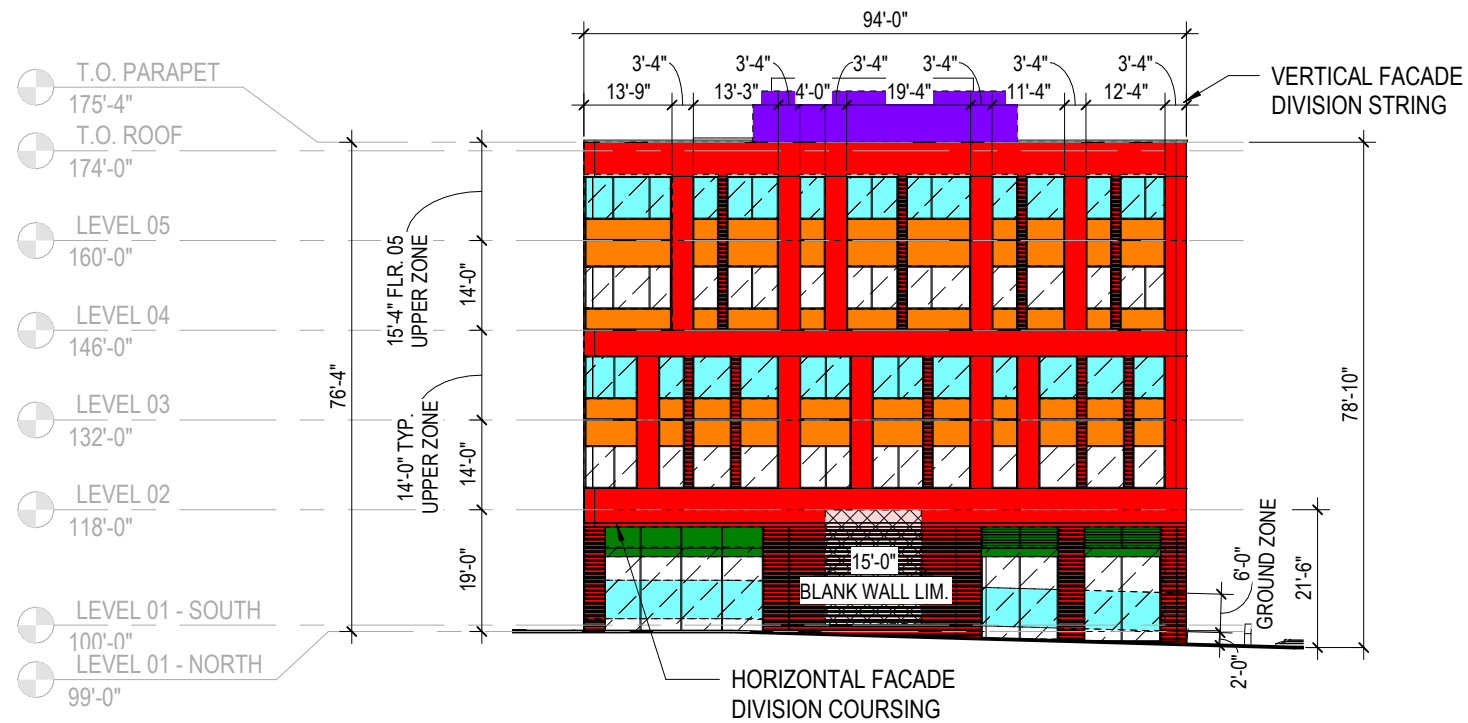 94'-0"
3'-4" 3'-4" 3'-4" 3'-4" 3'-4" 3'-4"
13'-9" 13'-3" 4'-0" 19'-4" 11'-4" 12'-4"
VERTICAL FACADE
DIVISION STRING
T.O. PARAPET
175'-4"
T.O. ROOF
174'-0"
LEVEL 05
160'-0"
LEVEL 04
146'-0"
LEVEL 03
132'-0"
LEVEL 02
118'-0"
LEVEL 01 - SOUTH
100'-0"
LEVEL 01 - NORTH
99'-0"
76'-4"
15'-4" FLR. 05
UPPER ZONE
14'-0" TYP.
UPPER ZONE
14'-0"
14'-0"
19'-0"
15'-0"
BLANK WALL LIM.
78'-10"
21'-6"
6'-0"
GROUND ZONE
2'-0"
HORIZONTAL FACADE
DIVISION COURSING